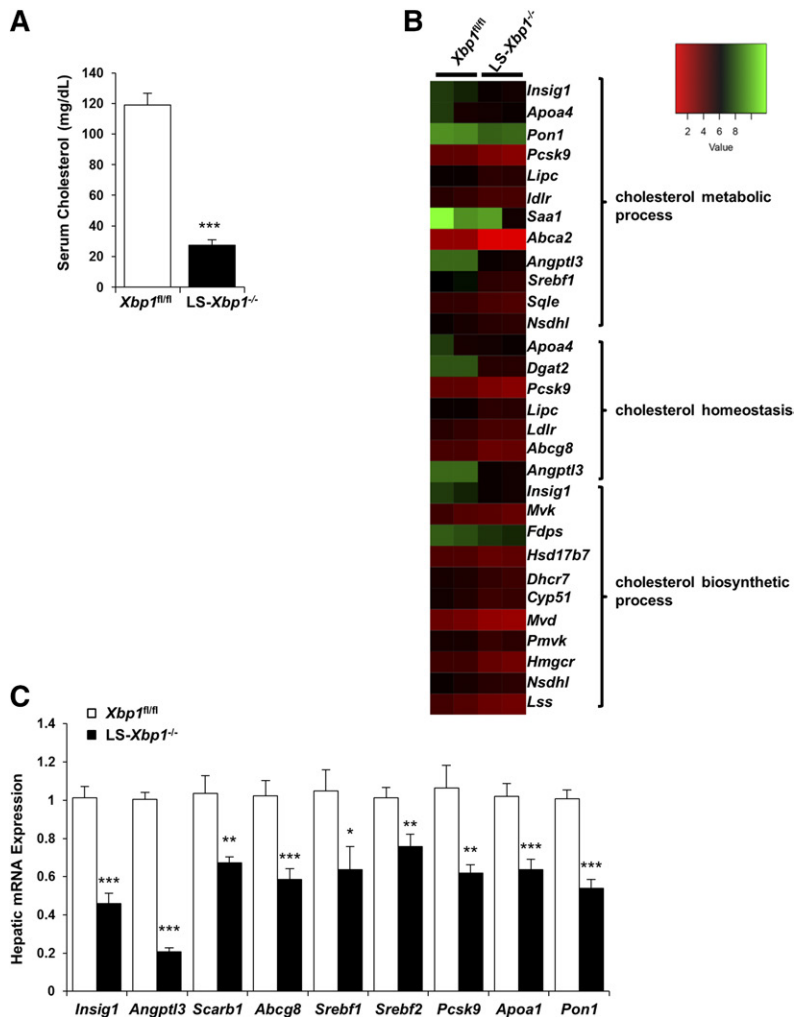 A
Serum Cholesterol (mg/dL)
140
120
100
80
60
40
20
0
***
Xbp1fl/fl
LS-Xbp1-/-
B
Xbp1fl/fl
LS-Xbp1-/-
2 4 6 8
Value
Insig1
Apoa4
Pon1
Pcsk9
Lipc
ldlr
Saa1
Abca2
Angptl3
Srebf1
Sqle
Nsdhl
cholesterol metabolic
process
Apoa4
Dgat2
Pcsk9
Lipc
Ldlr
Abcg8
Angptl3
cholesterol homeostasis
Insig1
Mvk
Fdps
Hsd17b7
Dhcr7
Cyp51
Mvd
Pmvk
Hmgcr
Nsdhl
Lss
cholesterol biosynthetic
process
C
Xbp1fl/fl
LS-Xbp1-/-
Hepatic mRNA Expression
1.4
1.2
1
0.8
0.6
0.4
0.2
0
***
***
**
***
*
**
**
***
***
Insig1 Angptl3 Scarb1 Abcg8 Srebf1 Srebf2 Pcsk9 Apoa1 Pon1